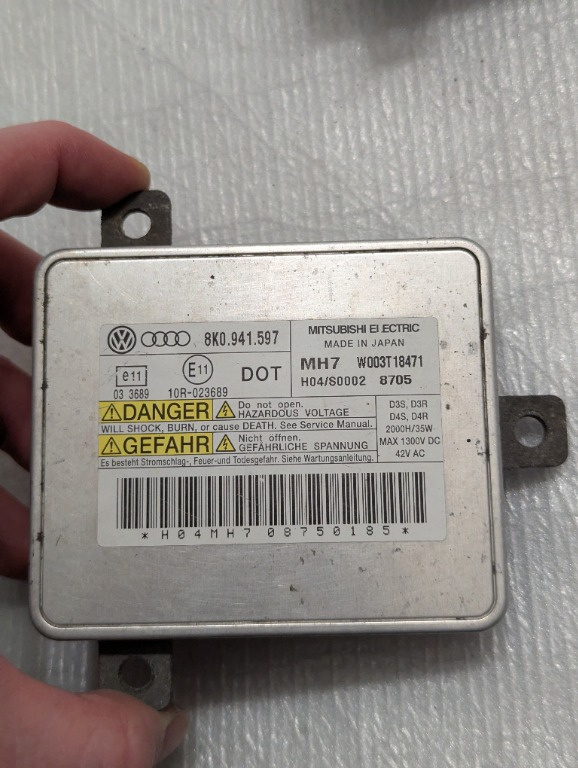 8K0.941.597
MITSUBISHI ELECTRIC
MADE IN JAPAN
MH7 W003T18471
H04/S0002 8705
e11
03 3689
E11
10R-023689
DOT
DANGER
Do not open.
HAZARDOUS VOLTAGE
WILL SHOCK, BURN, or cause DEATH. See Service Manual.
GEFAHR
Nicht öffnen.
GEFÄHRLICHE SPANNUNG
Es besteht Stromschlag-, Feuer-und Todesgefahr. Siehe Wartungsanleitung.
D3S, D3R
D4S, D4R
2000H/35W
MAX 1300V DC
42V AC
*H04MH708750185*